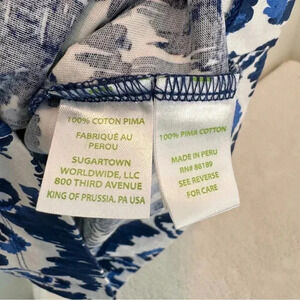 100% COTON PIMA
FABRIQUÉ AU
PEROU
SUGARTOWN
WORLDWIDE, LLC
800 THIRD AVENUE
KING OF PRUSSIA, PA USA
100% PIMA COTTON
MADE IN PERU
RN# 86189
SEE REVERSE
FOR CARE